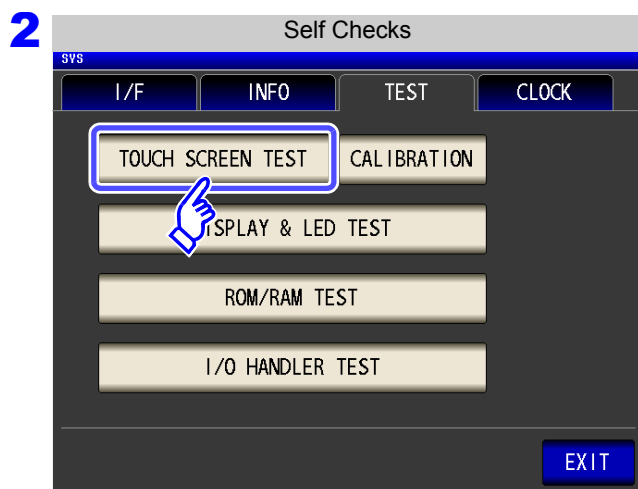 2
Self Checks
SYS
I/F INFO TEST CLOCK
TOUCH SCREEN TEST CALIBRATION
ISPLAY & LED TEST
ROM/RAM TEST
I/O HANDLER TEST
EXIT